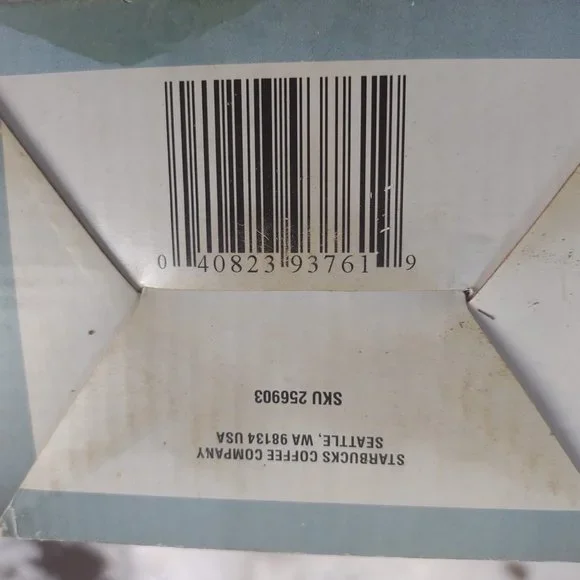 0 40823 93761 9
SKU 256903
STARBUCKS COFFEE COMPANY
SEATTLE, WA 98134 USA